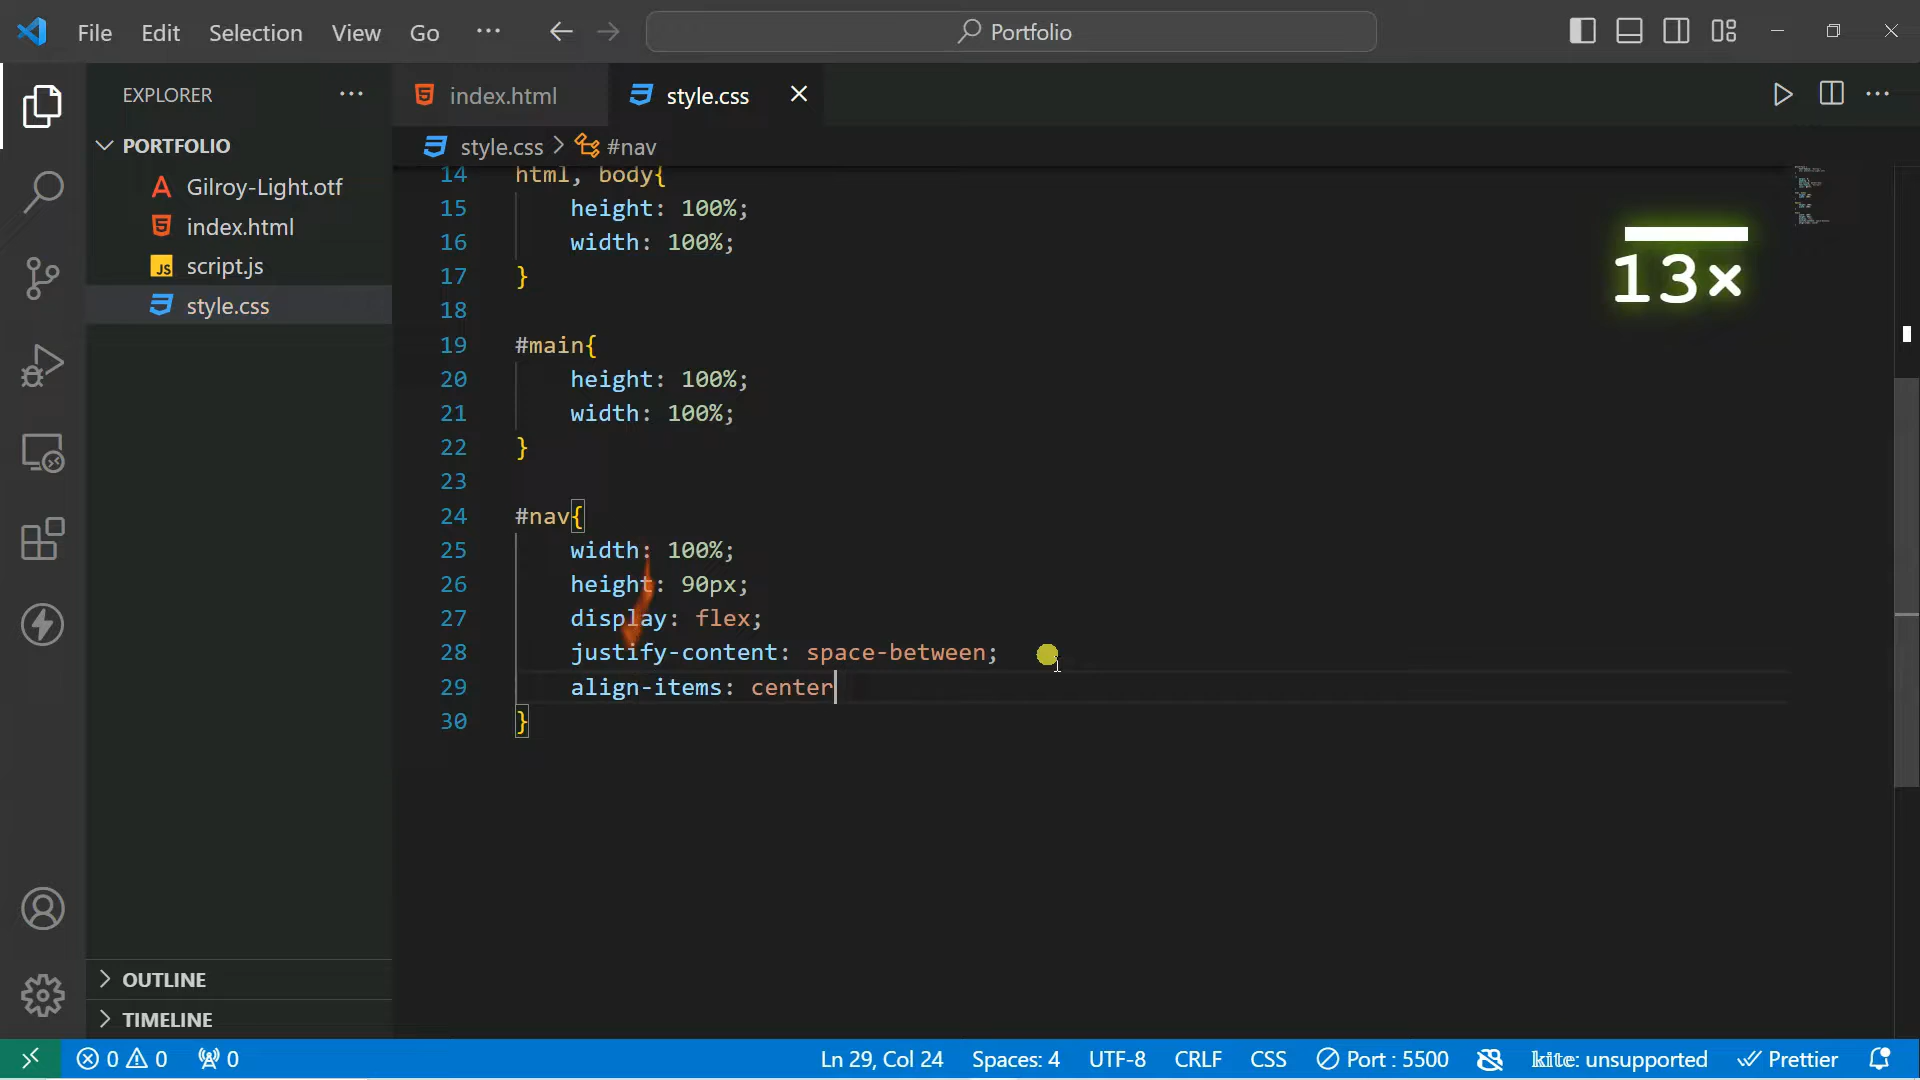 File Edit Selection View Go ··· Portfolio
EXPLORER ···
index.html
style.css
PORTFOLIO
style.css > #nav
Gilroy-Light.otf
index.html
script.js
style.css
14 html, body{
15 height: 100%;
16 width: 100%;
17 }
18
19 #main{
20 height: 100%;
21 width: 100%;
22 }
23
24 #nav{
25 width: 100%;
26 height: 90px;
27 display: flex;
28 justify-content: space-between;
29 align-items: center
30 }
13×
OUTLINE
TIMELINE
0 0 0 Ln 29, Col 24 Spaces: 4 UTF-8 CRLF CSS Port : 5500 kite: unsupported Prettier